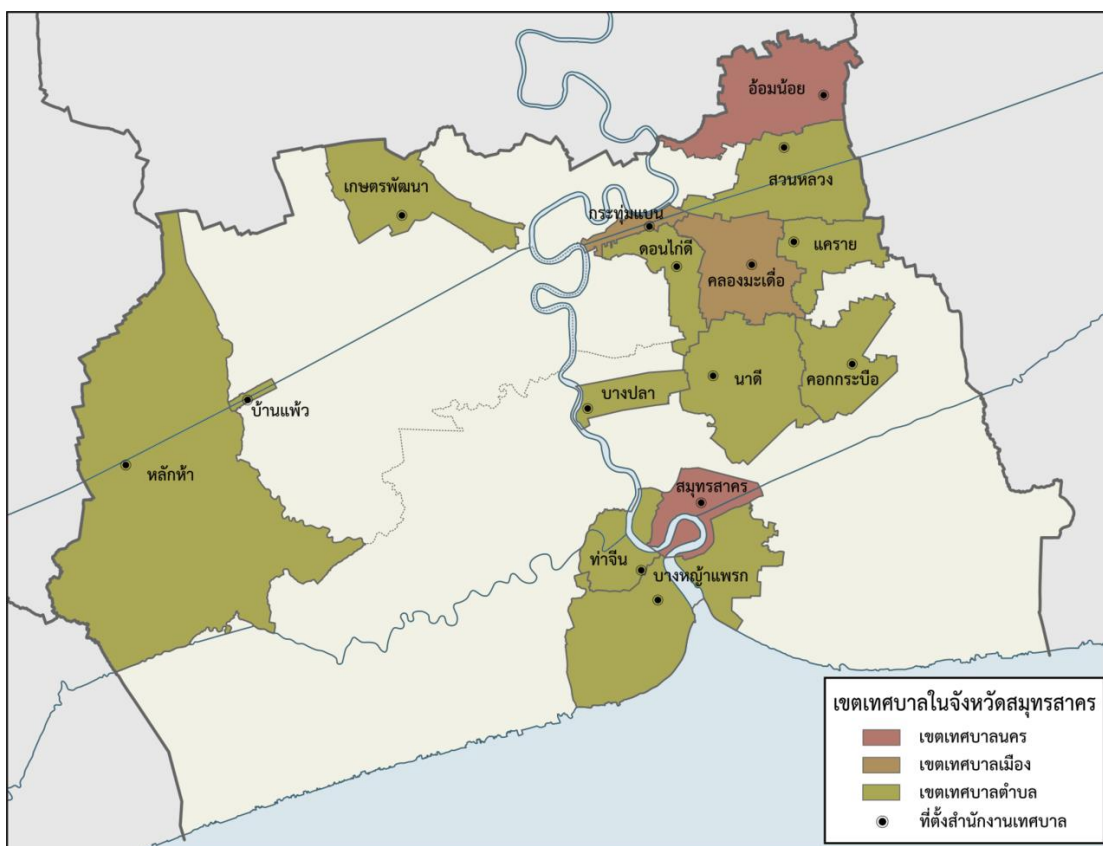 อ้อมน้อย
สวนหลวง
เกษตรพัฒนา
กระทุ่มแบน
ดอนไก่ดี
แคราย
คลองมะเดื่อ
นาดี
คอกกระบือ
บางปลา
บ้านแพ้ว
หลักห้า
สมุทรสาคร
ท่าจีน
บางหญ้าแพรก
เขตเทศบาลในจังหวัดสมุทรสาคร
เขตเทศบาลนคร
เขตเทศบาลเมือง
เขตเทศบาลตำบล
ที่ตั้งสำนักงานเทศบาล